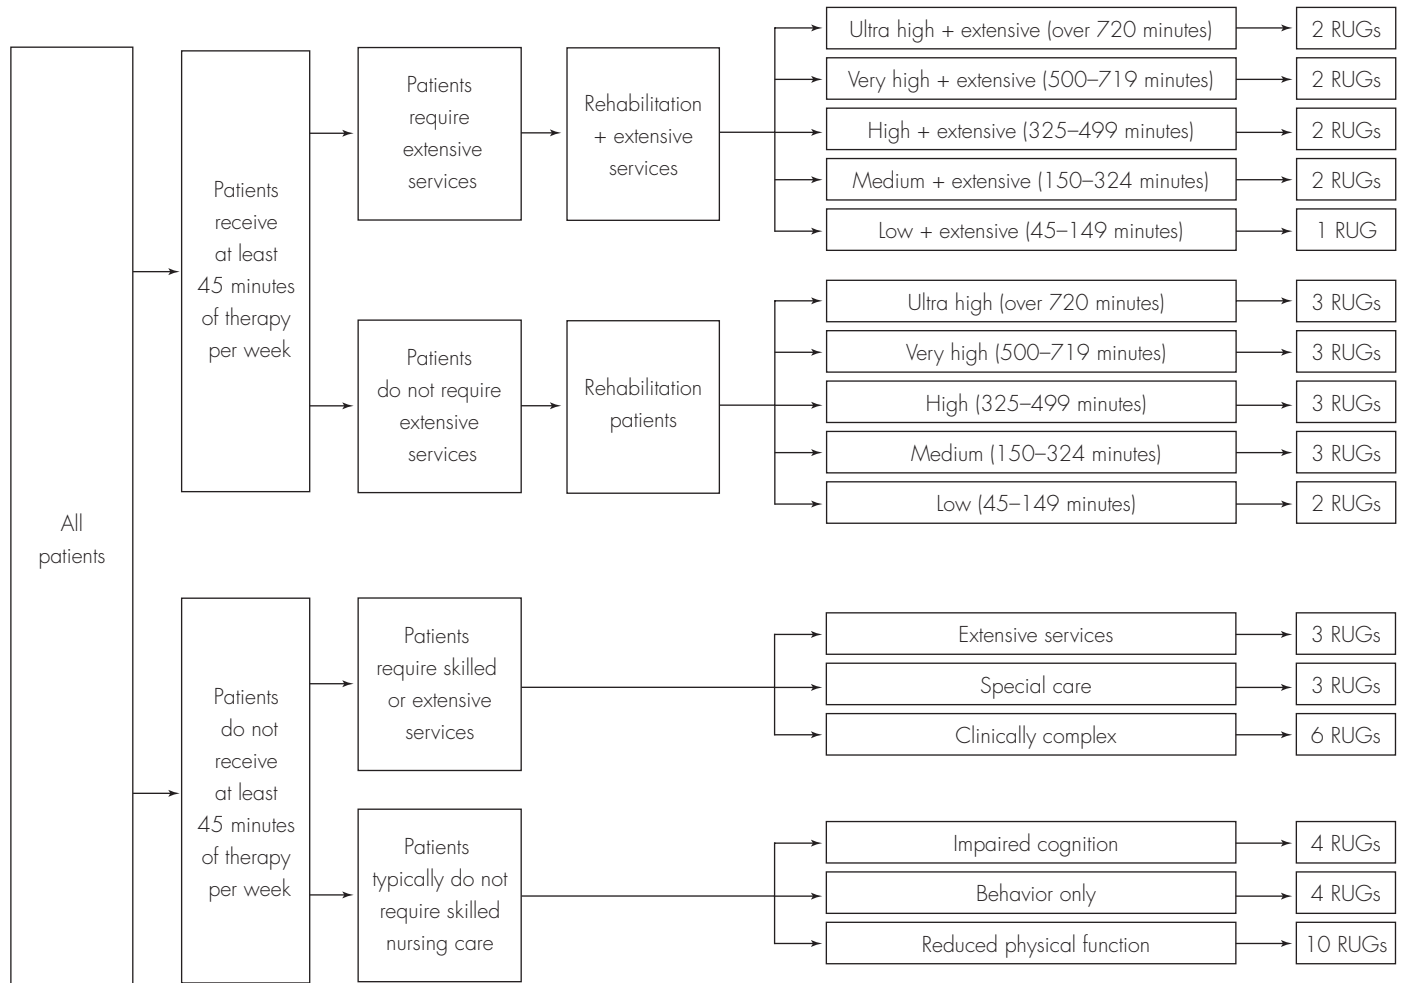 All
patients
Patients
receive
at least
45 minutes
of therapy
per week
Patients
require
extensive
services
Rehabilitation
+ extensive
services
Ultra high + extensive (over 720 minutes)
2 RUGs
Very high + extensive (500–719 minutes)
2 RUGs
High + extensive (325–499 minutes)
2 RUGs
Medium + extensive (150–324 minutes)
2 RUGs
Low + extensive (45–149 minutes)
1 RUG
Patients
do not require
extensive
services
Rehabilitation
patients
Ultra high (over 720 minutes)
3 RUGs
Very high (500–719 minutes)
3 RUGs
High (325–499 minutes)
3 RUGs
Medium (150–324 minutes)
3 RUGs
Low (45–149 minutes)
2 RUGs
Patients
do not
receive
at least
45 minutes
of therapy
per week
Patients
require skilled
or extensive
services
Extensive services
3 RUGs
Special care
3 RUGs
Clinically complex
6 RUGs
Patients
typically do not
require skilled
nursing care
Impaired cognition
4 RUGs
Behavior only
4 RUGs
Reduced physical function
10 RUGs